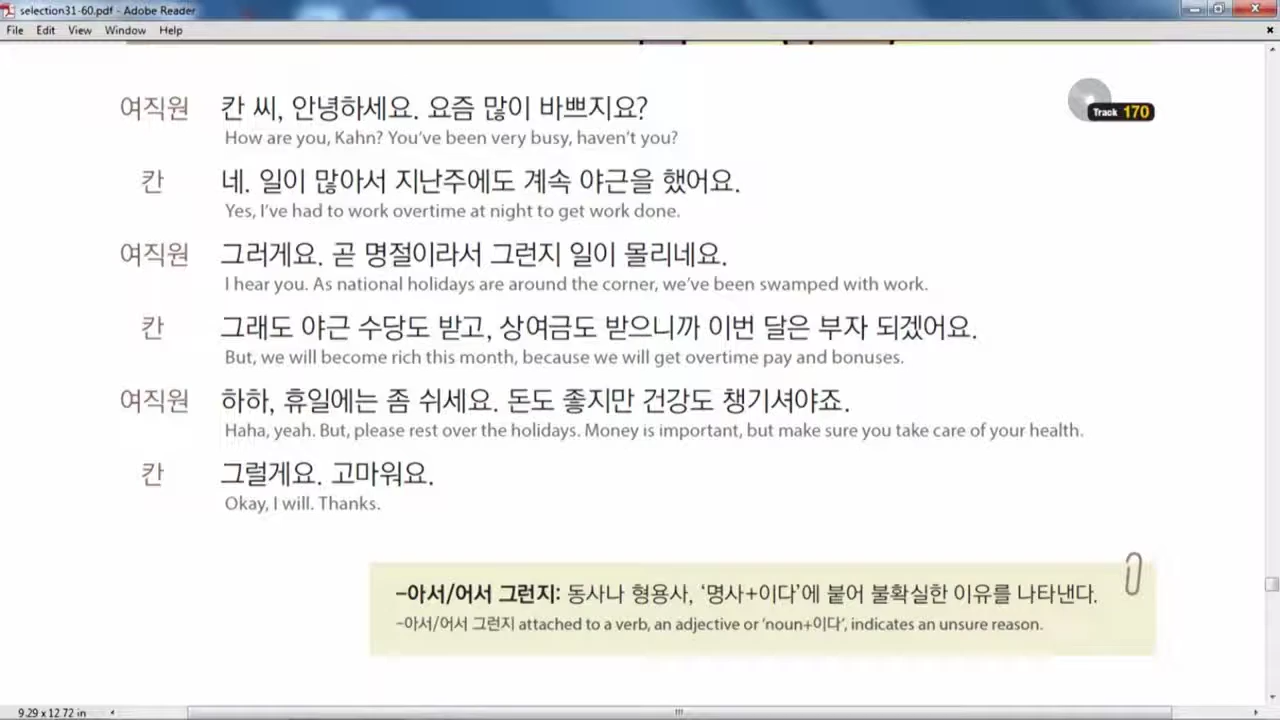 selection31-60.pdf - Adobe Reader
File Edit View Window Help
여직원 칸 씨, 안녕하세요. 요즘 많이 바쁘지요?
Track 170
How are you, Kahn? You've been very busy, haven't you?
칸 네. 일이 많아서 지난주에도 계속 야근을 했어요.
Yes, I've had to work overtime at night to get work done.
여직원 그러게요. 곧 명절이라서 그런지 일이 몰리네요.
I hear you. As national holidays are around the corner, we've been swamped with work.
칸 그래도 야근 수당도 받고, 상여금도 받으니까 이번 달은 부자 되겠어요.
But, we will become rich this month, because we will get overtime pay and bonuses.
여직원 하하, 휴일에는 좀 쉬세요. 돈도 좋지만 건강도 챙기셔야죠.
Haha, yeah. But, please rest over the holidays. Money is important, but make sure you take care of your health.
칸 그럴게요. 고마워요.
Okay, I will. Thanks.
-아서/어서 그런지: 동사나 형용사, '명사+이다'에 붙어 불확실한 이유를 나타낸다.
-아서/어서 그런지 attached to a verb, an adjective or 'noun+이다', indicates an unsure reason.
9.29 x 12.72 in